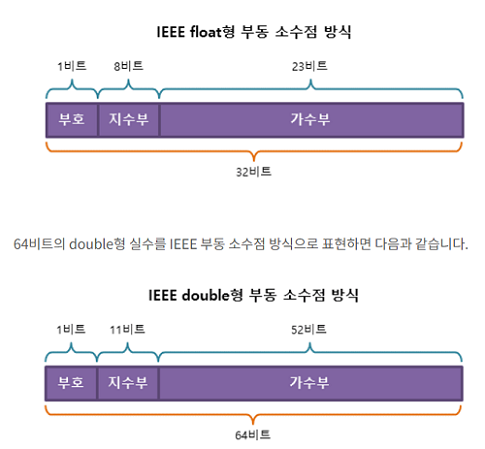 IEEE float형 부동 소수점 방식
1비트 8비트 23비트
부호 지수부 가수부
32비트
64비트의 double형 실수를 IEEE 부동 소수점 방식으로 표현하면 다음과 같습니다.
IEEE double형 부동 소수점 방식
1비트 11비트 52비트
부호 지수부 가수부
64비트